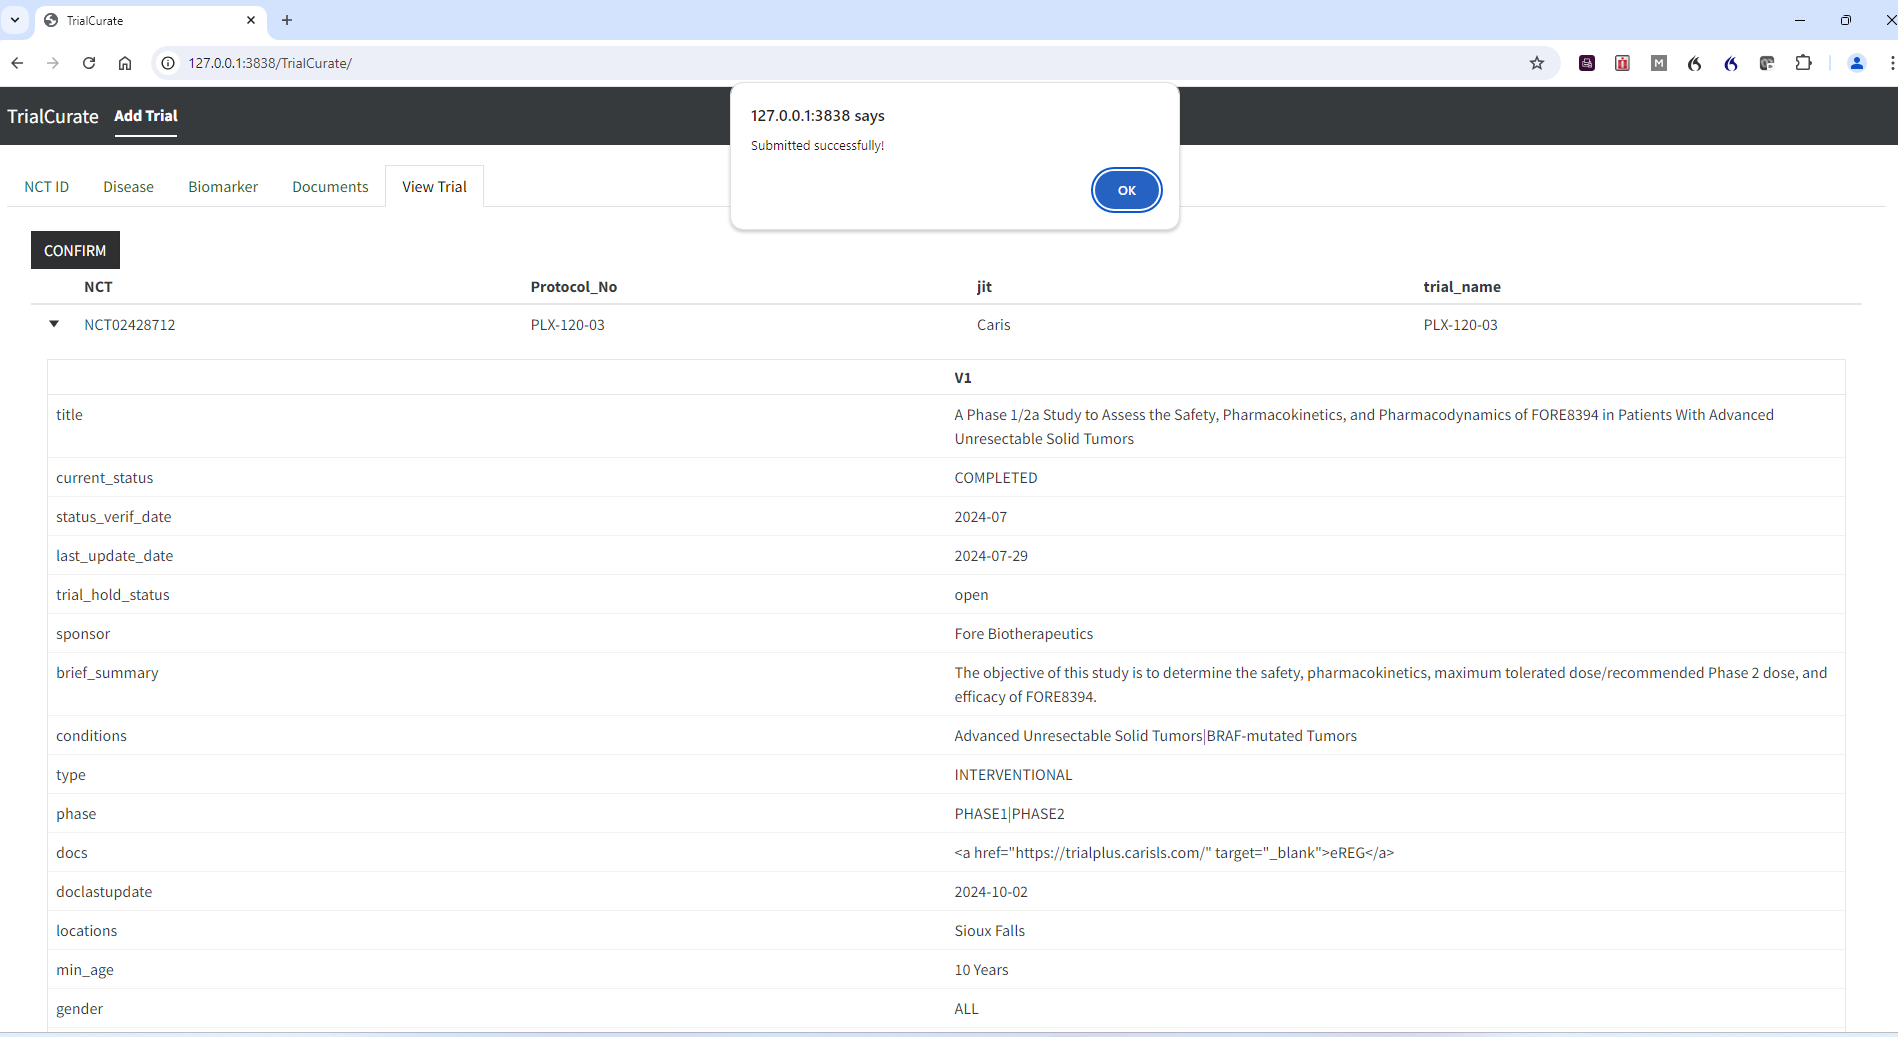 TrialCurate
127.0.0.1:3838/TrialCurate/
127.0.0.1:3838 says
Submitted successfully!
OK
TrialCurate Add Trial
NCT ID Disease Biomarker Documents View Trial
CONFIRM
NCT Protocol_No jit trial_name
NCT02428712 PLX-120-03 Caris PLX-120-03
V1
title A Phase 1/2a Study to Assess the Safety, Pharmacokinetics, and Pharmacodynamics of FORE8394 in Patients With Advanced
Unresectable Solid Tumors
current_status COMPLETED
status_verif_date 2024-07
last_update_date 2024-07-29
trial_hold_status open
sponsor Fore Biotherapeutics
brief_summary The objective of this study is to determine the safety, pharmacokinetics, maximum tolerated dose/recommended Phase 2 dose, and
efficacy of FORE8394.
conditions Advanced Unresectable Solid Tumors|BRAF-mutated Tumors
type INTERVENTIONAL
phase PHASE1|PHASE2
docs <a href="https://trialplus.carisls.com/" target="_blank">eREG</a>
doclastupdate 2024-10-02
locations Sioux Falls
min_age 10 Years
gender ALL